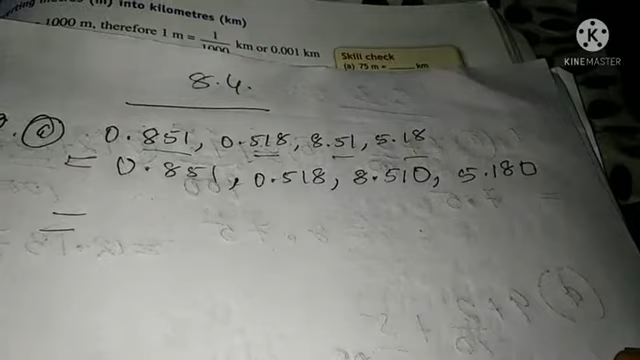 (m) into kilometres (km)
1000 m, therefore 1 m = 1/1000 km or 0.001 km
Skill check
(a) 75 m = ____ km
K
KINEMASTER
8.4.
(d) 0.851, 0.518, 8.51, 5.18
= 0.851, 0.518, 8.510, 5.180
=